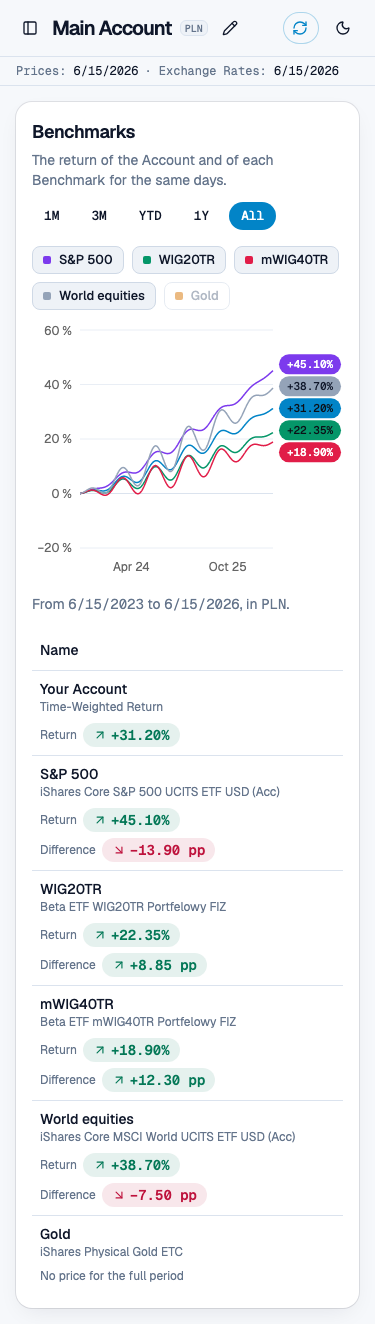 Main Account PLN
Prices: 6/15/2026 · Exchange Rates: 6/15/2026
Benchmarks
The return of the Account and of each
Benchmark for the same days.
1M 3M YTD 1Y All
S&P 500 WIG20TR mWIG40TR
World equities Gold
60 %
40 %
20 %
0 %
−20 %
+45.10%
+38.70%
+31.20%
+22.35%
+18.90%
Apr 24 Oct 25
From 6/15/2023 to 6/15/2026, in PLN.
Name
Your Account
Time-Weighted Return
Return +31.20%
S&P 500
iShares Core S&P 500 UCITS ETF USD (Acc)
Return +45.10%
Difference −13.90 pp
WIG20TR
Beta ETF WIG20TR Portfelowy FIZ
Return +22.35%
Difference +8.85 pp
mWIG40TR
Beta ETF mWIG40TR Portfelowy FIZ
Return +18.90%
Difference +12.30 pp
World equities
iShares Core MSCI World UCITS ETF USD (Acc)
Return +38.70%
Difference −7.50 pp
Gold
iShares Physical Gold ETC
No price for the full period